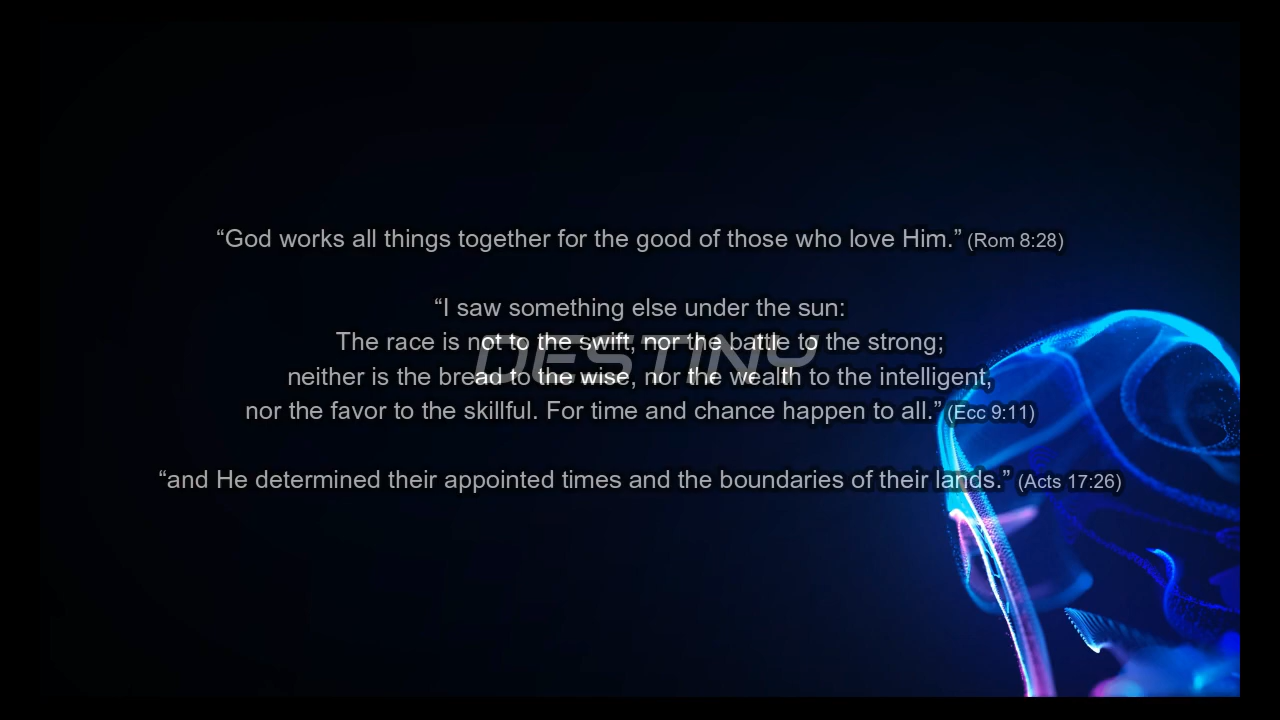 “God works all things together for the good of those who love Him.” (Rom 8:28)
“I saw something else under the sun:
The race is not to the swift, nor the battle to the strong;
DESTINY
neither is the bread to the wise, nor the wealth to the intelligent,
nor the favor to the skillful. For time and chance happen to all.” (Ecc 9:11)
“and He determined their appointed times and the boundaries of their lands.” (Acts 17:26)